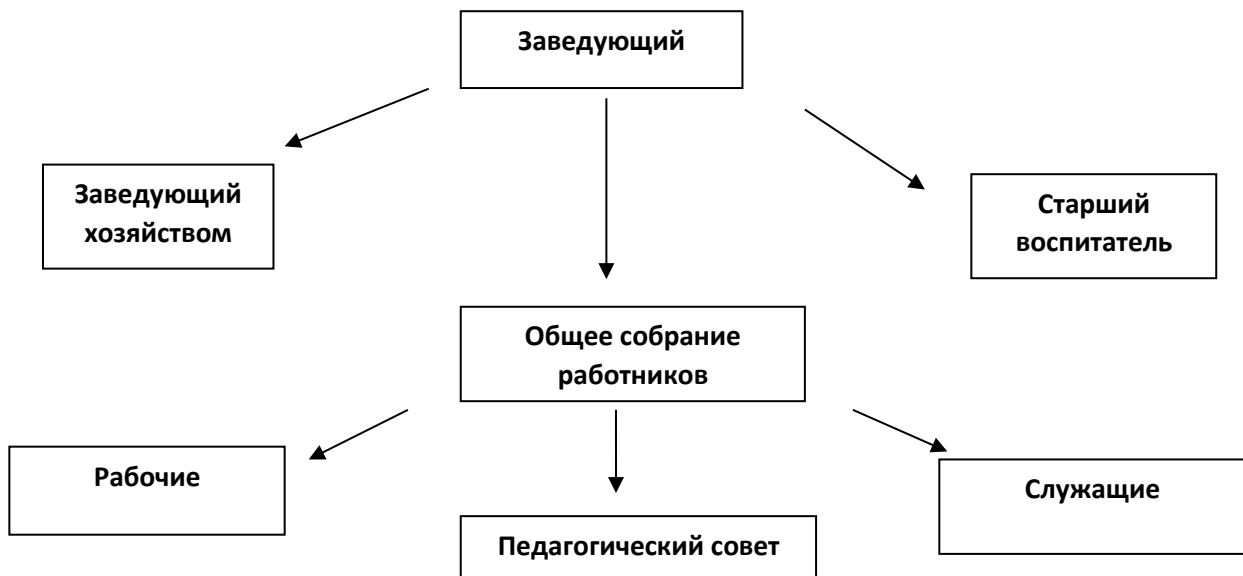 Заведующий
Заведующий
хозяйством
Старший
воспитатель
Общее собрание
работников
Рабочие
Служащие
Педагогический совет